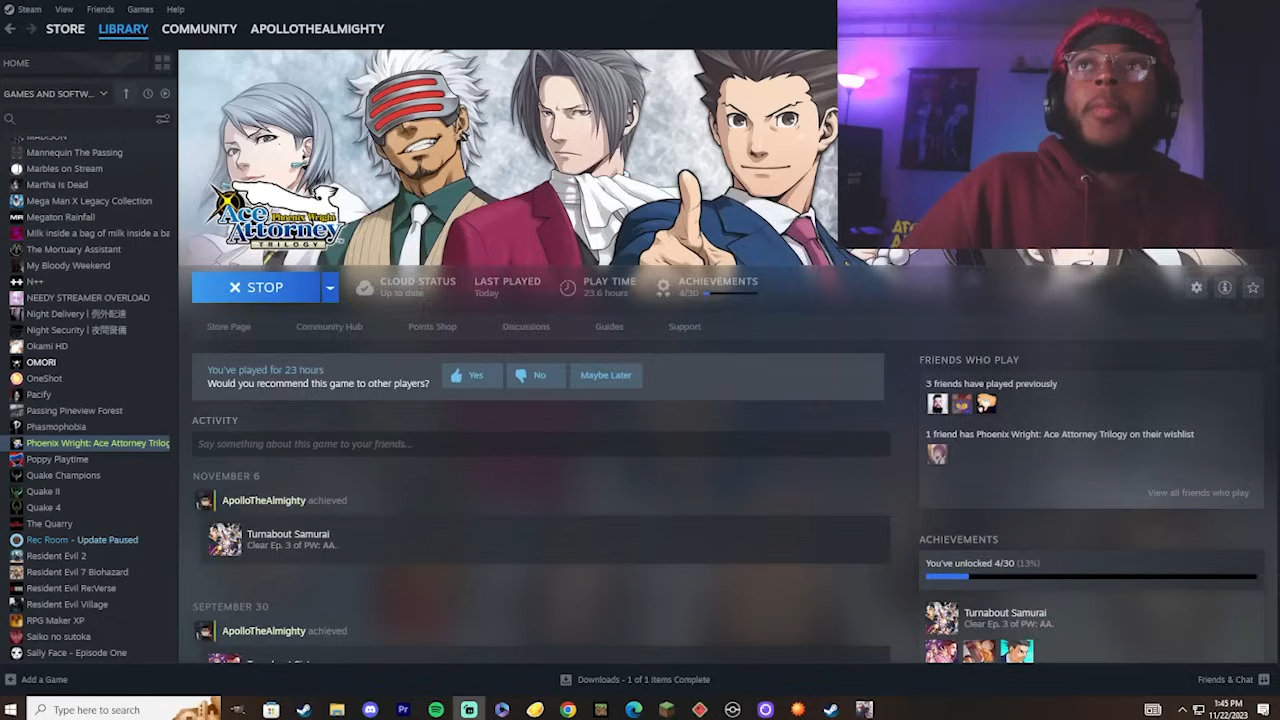 Steam View Friends Games Help
STORE LIBRARY COMMUNITY APOLLOTHEALMIGHTY
HOME
GAMES AND SOFTW...
MADISON
Mannequin The Passing
Marbles on Stream
Martha Is Dead
Mega Man X Legacy Collection
Megaton Rainfall
Milk inside a bag of milk inside a ba
The Mortuary Assistant
My Bloody Weekend
N++
NEEDY STREAMER OVERLOAD
Night Delivery | 例外配達
Night Security | 夜間警備
Okami HD
OMORI
OneShot
Pacify
Passing Pineview Forest
Phasmophobia
Phoenix Wright: Ace Attorney Trilog
Poppy Playtime
Quake Champions
Quake II
Quake 4
The Quarry
Rec Room - Update Paused
Resident Evil 2
Resident Evil 7 Biohazard
Resident Evil Re:Verse
Resident Evil Village
RPG Maker XP
Saiko no sutoka
Sally Face - Episode One
Phoenix Wright
Ace Attorney
TRILOGY
STOP
CLOUD STATUS
Up to date
LAST PLAYED
Today
PLAY TIME
23.6 hours
ACHIEVEMENTS
4/30
Store Page Community Hub Points Shop Discussions Guides Support
You've played for 23 hours
Would you recommend this game to other players?
Yes No Maybe Later
ACTIVITY
Say something about this game to your friends...
NOVEMBER 6
ApolloTheAlmighty achieved
Turnabout Samurai
Clear Ep. 3 of PW: AA.
SEPTEMBER 30
ApolloTheAlmighty achieved
FRIENDS WHO PLAY
3 friends have played previously
1 friend has Phoenix Wright: Ace Attorney Trilogy on their wishlist
View all friends who play
ACHIEVEMENTS
You've unlocked 4/30 (13%)
Turnabout Samurai
Clear Ep. 3 of PW: AA.
Add a Game
Downloads - 1 of 1 Items Complete
Friends & Chat
Type here to search
Pr
1:45 PM
11/22/2023